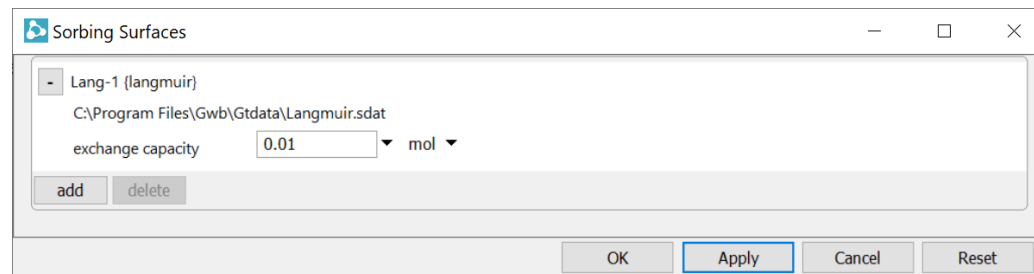 Sorbing Surfaces
- Lang-1 {langmuir}
C:\Program Files\Gwb\Gtdata\Langmuir.sdat
exchange capacity 0.01 mol
add delete
OK Apply Cancel Reset